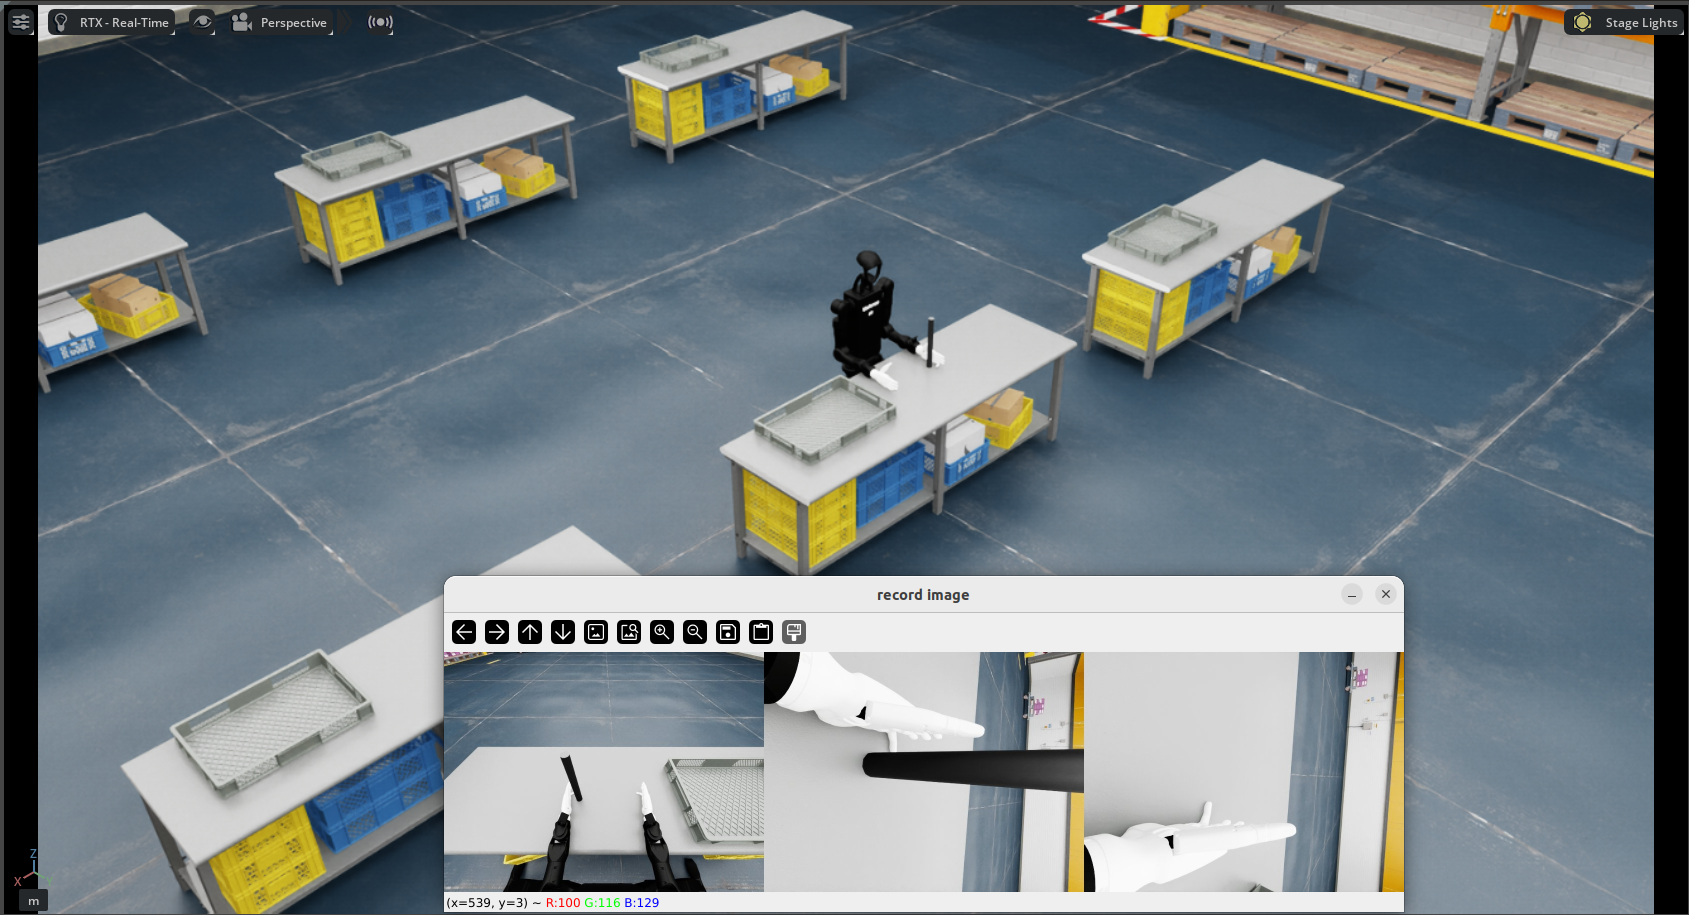 RTX - Real-Time
Perspective
Stage Lights
record image
Z
X
m
(x=539, y=3) ~ R:100 G:116 B:129